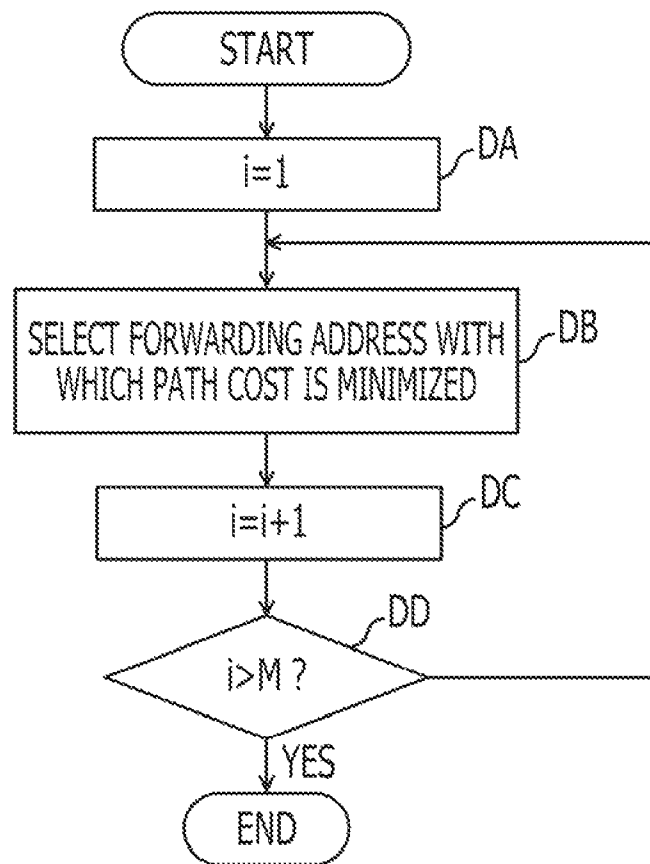 START
DA
i=1
SELECT FORWARDING ADDRESS WITH
WHICH PATH COST IS MINIMIZED
DB
DC
i=i+1
DD
i>M ?
YES
END